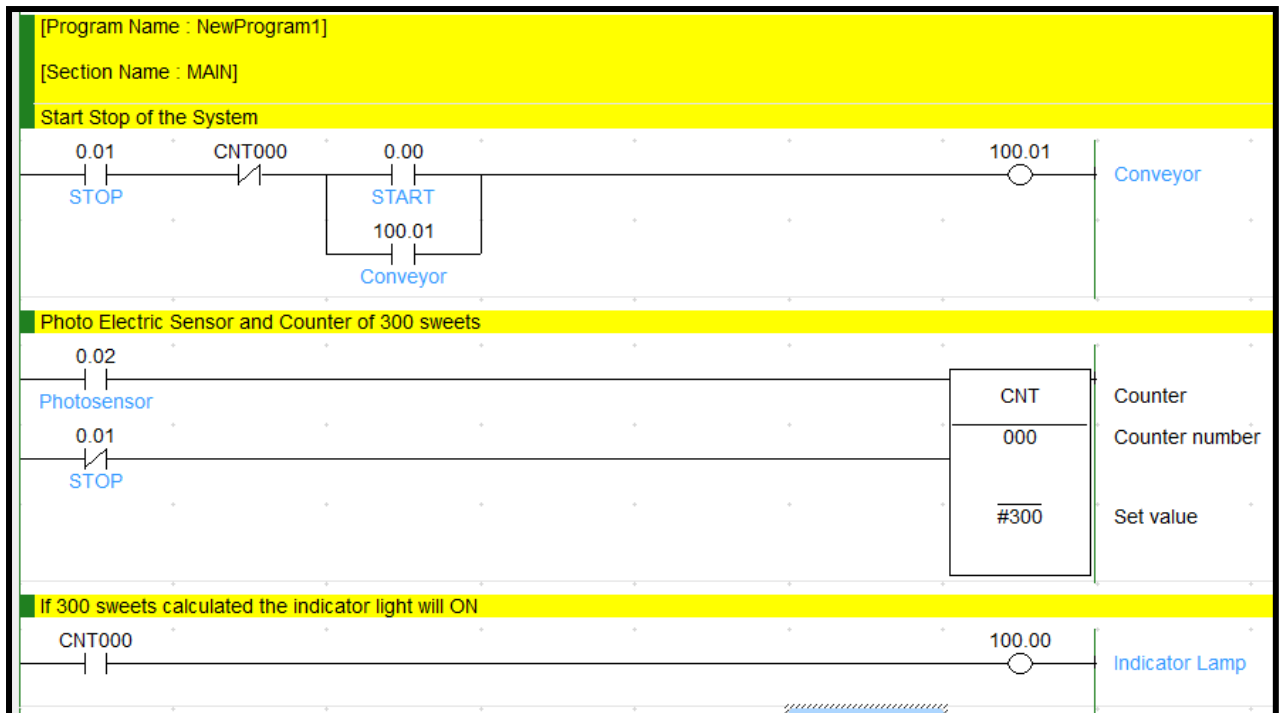 [Program Name : NewProgram1]
[Section Name : MAIN]
Start Stop of the System
0.01 CNT000 0.00 100.01
STOP START Conveyor
100.01
Conveyor
Photo Electric Sensor and Counter of 300 sweets
0.02
Photosensor CNT Counter
0.01 000 Counter number
STOP
#300 Set value
If 300 sweets calculated the indicator light will ON
CNT000 100.00
Indicator Lamp